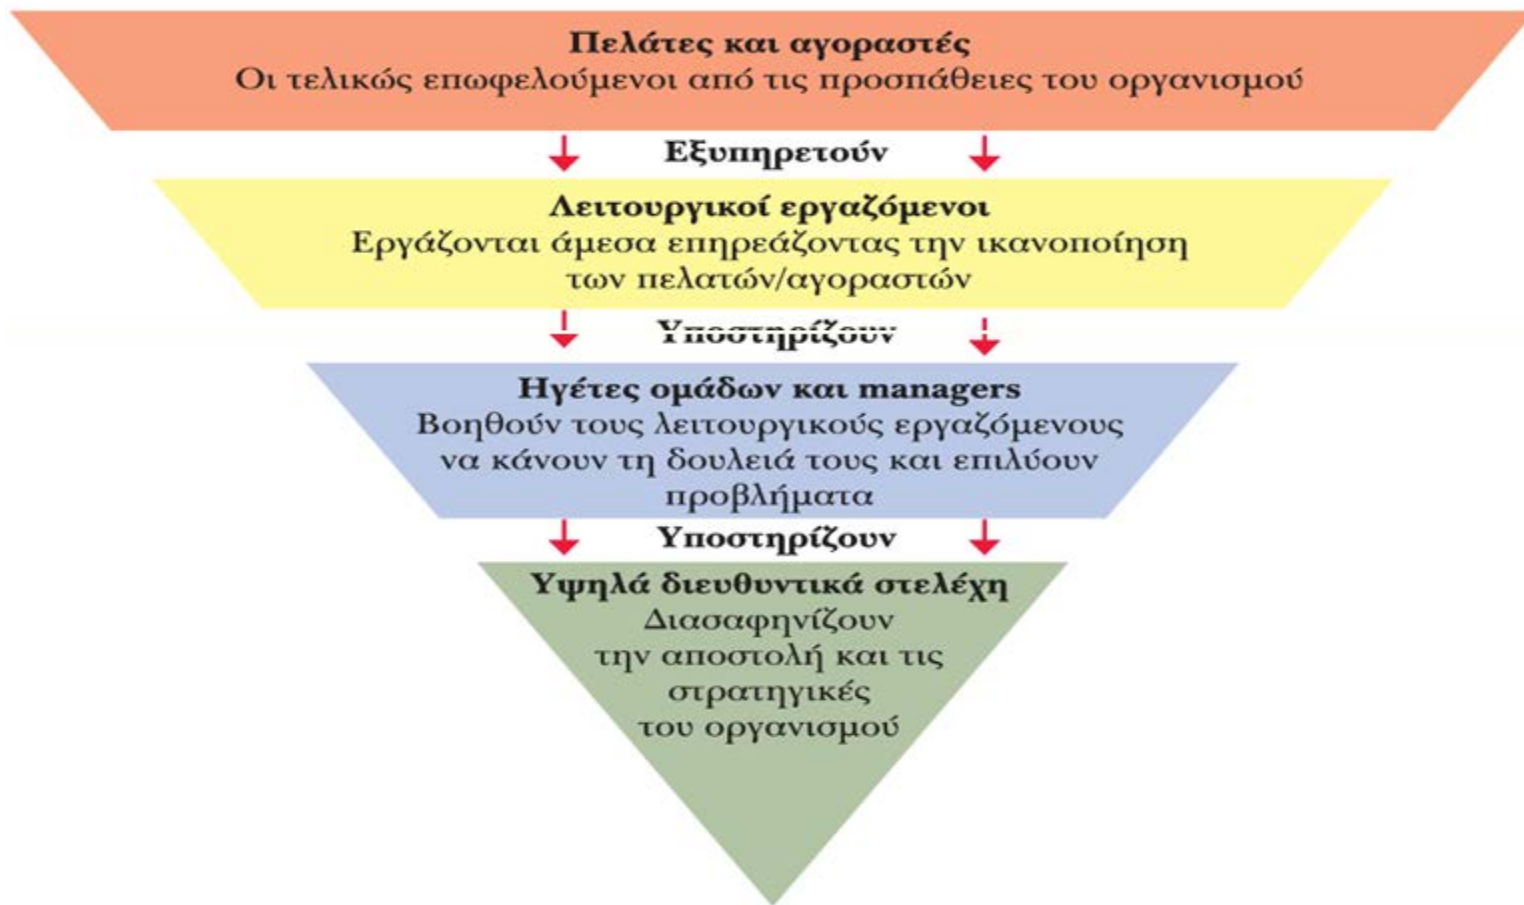 Πελάτες και αγοραστές
Οι τελικώς επωφελούμενοι από τις προσπάθειες του οργανισμού
Εξυπηρετούν
Λειτουργικοί εργαζόμενοι
Εργάζονται άμεσα επηρεάζοντας την ικανοποίηση
των πελατών/αγοραστών
Υποστηρίζουν
Ηγέτες ομάδων και managers
Βοηθούν τους λειτουργικούς εργαζόμενους
να κάνουν τη δουλειά τους και επιλύουν
προβλήματα
Υποστηρίζουν
Υψηλά διευθυντικά στελέχη
Διασαφηνίζουν
την αποστολή και τις
στρατηγικές
του οργανισμού